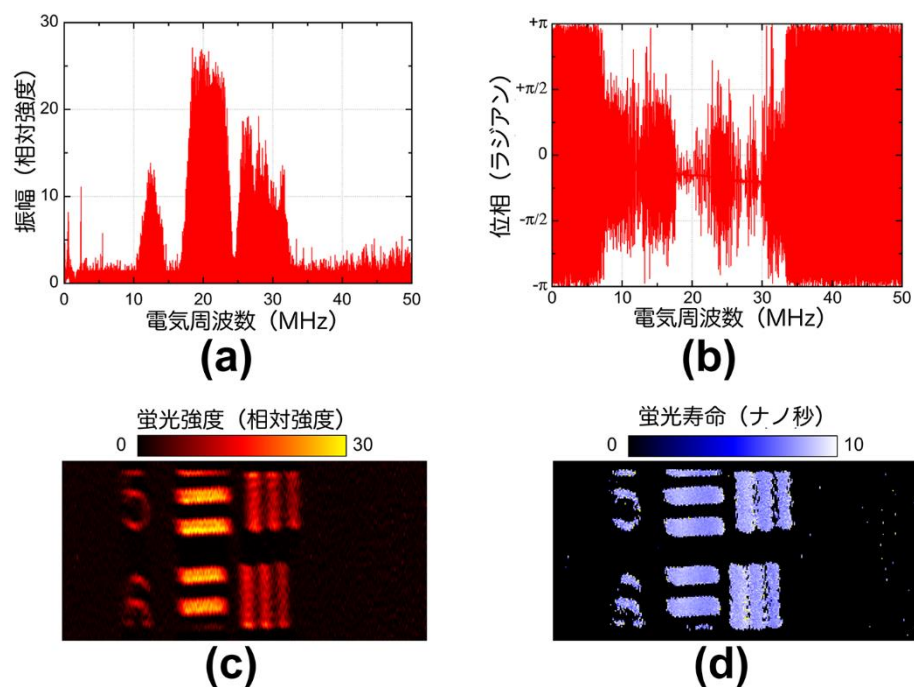 30
20
10
0
振幅（相対強度）
0 10 20 30 40 50
電気周波数（MHz）
(a)
+π
+π/2
0
-π/2
-π
位相（ラジアン）
0 10 20 30 40 50
電気周波数（MHz）
(b)
蛍光強度（相対強度）
0 30
(c)
蛍光寿命（ナノ秒）
0 10
(d)